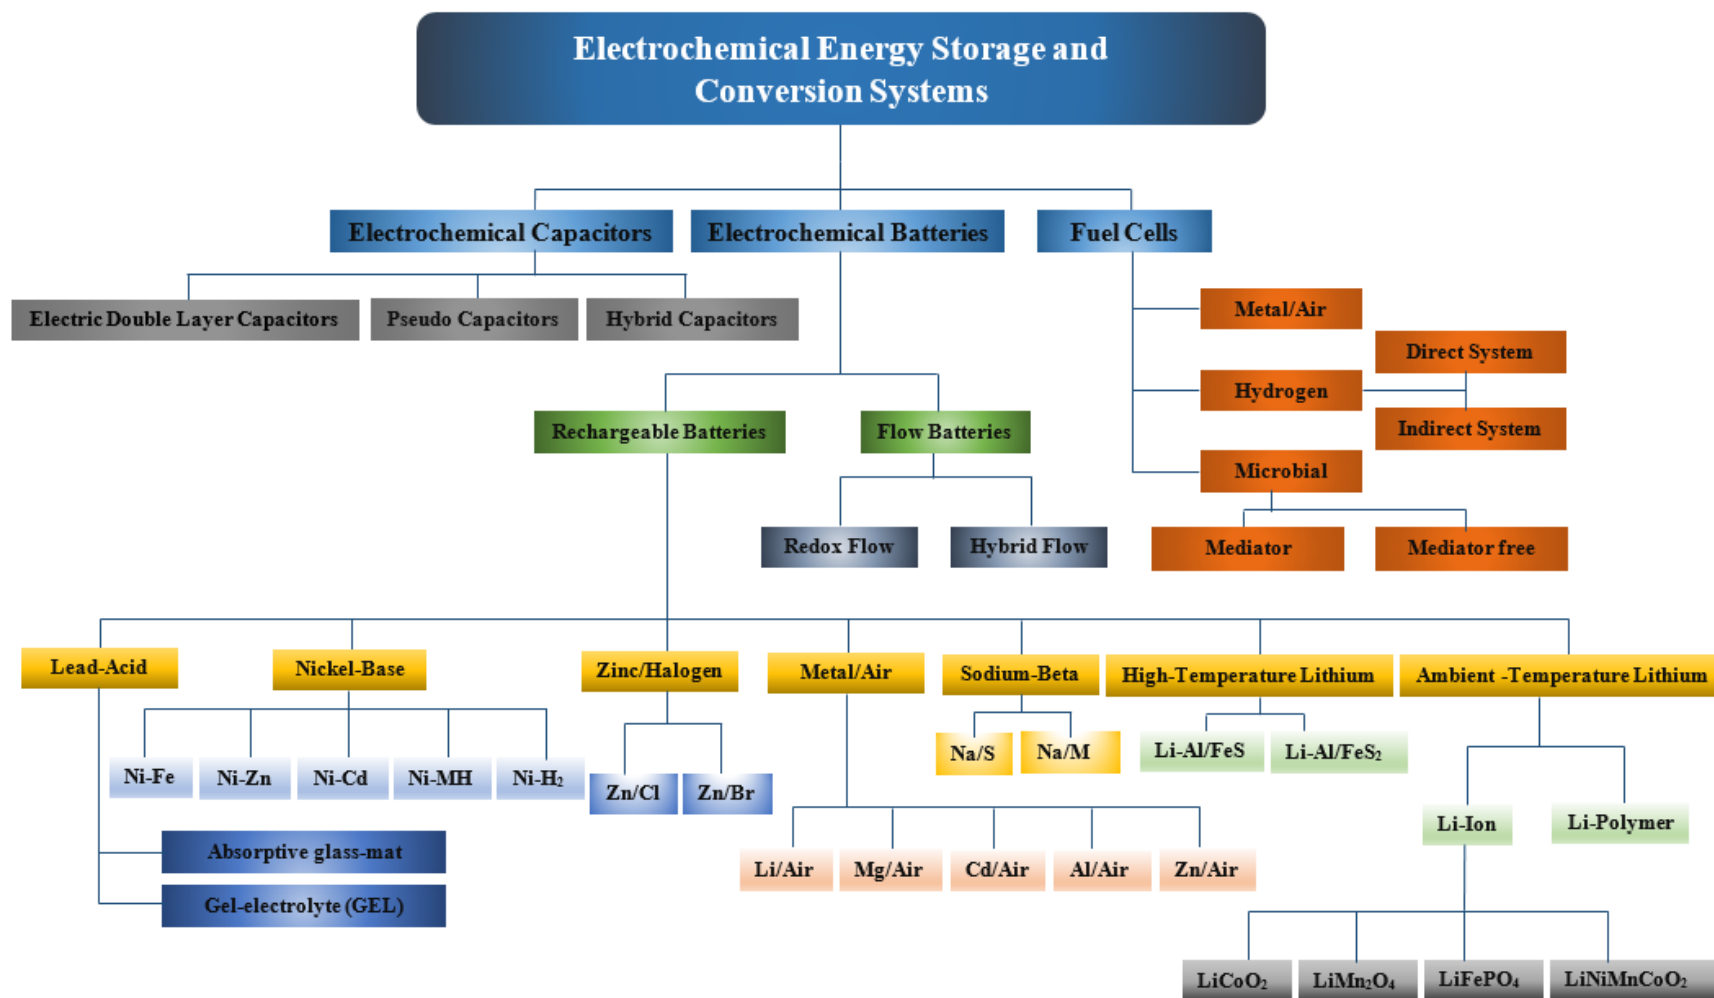 Electrochemical Energy Storage and
Conversion Systems
Electrochemical Capacitors
Electrochemical Batteries
Fuel Cells
Electric Double Layer Capacitors
Pseudo Capacitors
Hybrid Capacitors
Metal/Air
Direct System
Hydrogen
Indirect System
Microbial
Mediator
Mediator free
Rechargeable Batteries
Flow Batteries
Redox Flow
Hybrid Flow
Lead-Acid
Nickel-Base
Zinc/Halogen
Metal/Air
Sodium-Beta
High-Temperature Lithium
Ambient -Temperature Lithium
Ni-Fe
Ni-Zn
Ni-Cd
Ni-MH
Ni-H₂
Zn/Cl
Zn/Br
Na/S
Na/M
Li-Al/FeS
Li-Al/FeS₂
Li-Ion
Li-Polymer
Absorptive glass-mat
Gel-electrolyte (GEL)
Li/Air
Mg/Air
Cd/Air
Al/Air
Zn/Air
LiCoO₂
LiMn₂O₄
LiFePO₄
LiNiMnCoO₂